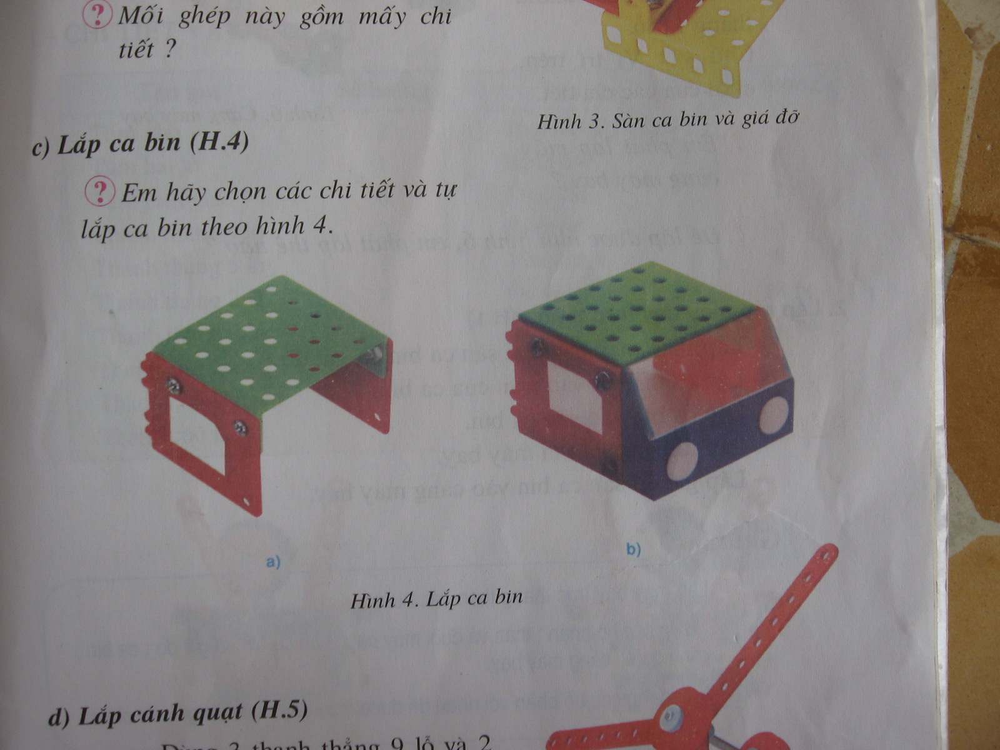 ? Mối ghép này gồm mấy chi
tiết ?
Hình 3. Sàn ca bin và giá đỡ
c) Lắp ca bin (H.4)
? Em hãy chọn các chi tiết và tự
lắp ca bin theo hình 4.
a)
b)
Hình 4. Lắp ca bin
d) Lắp cánh quạt (H.5)
Dùng 3 thanh thẳng 9 lỗ và 2